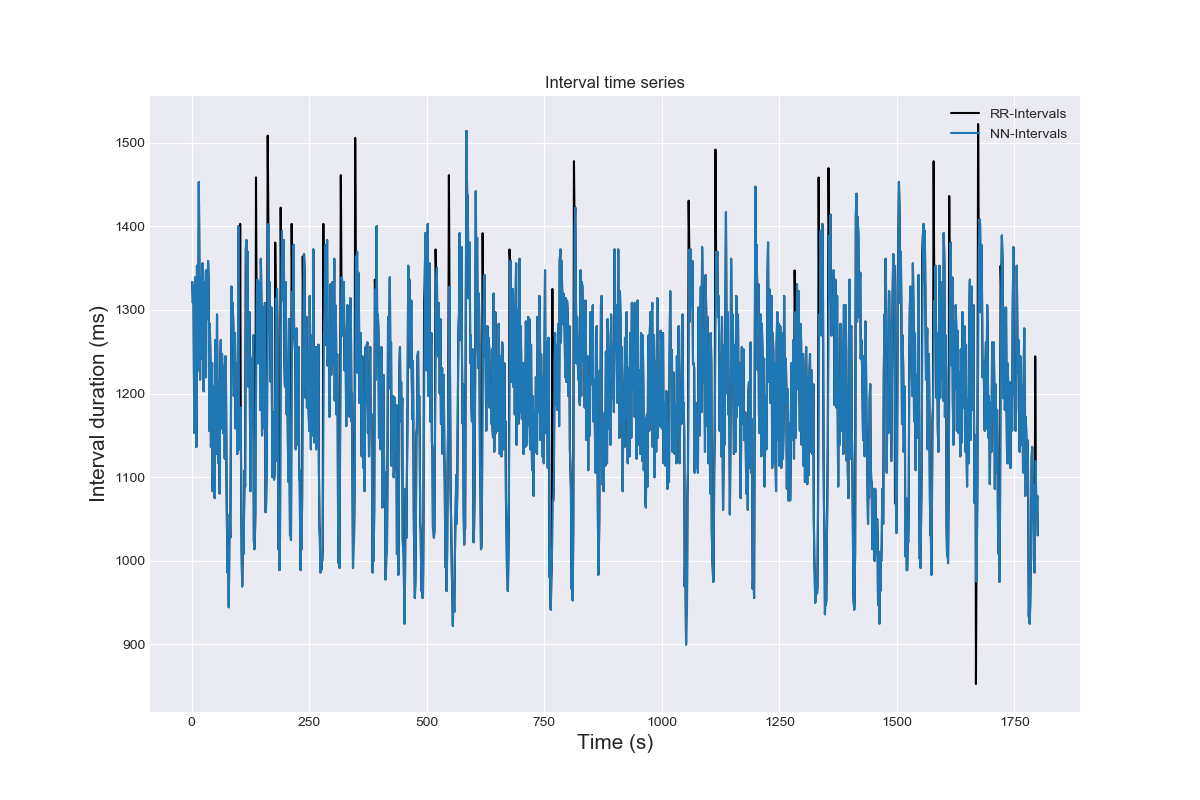 Interval time series
RR-Intervals
NN-Intervals
1500
1400
1300
1200
1100
1000
900
Interval duration (ms)
0 250 500 750 1000 1250 1500 1750
Time (s)